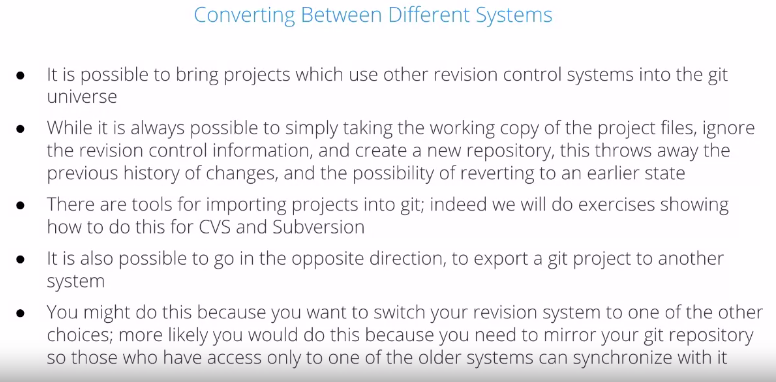 Converting Between Different Systems
● It is possible to bring projects which use other revision control systems into the git
universe
● While it is always possible to simply taking the working copy of the project files, ignore
the revision control information, and create a new repository, this throws away the
previous history of changes, and the possibility of reverting to an earlier state
● There are tools for importing projects into git; indeed we will do exercises showing
how to do this for CVS and Subversion
● It is also possible to go in the opposite direction, to export a git project to another
system
● You might do this because you want to switch your revision system to one of the other
choices; more likely you would do this because you need to mirror your git repository
so those who have access only to one of the older systems can synchronize with it